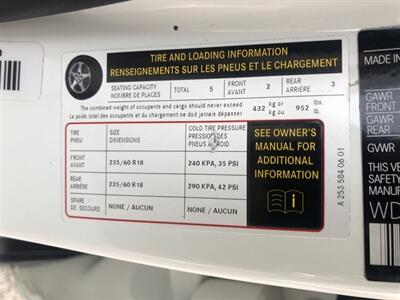 TIRE AND LOADING INFORMATION
RENSEIGNEMENTS SUR LES PNEUS ET LE CHARGEMENT
SEATING CAPACITY
NOMBRE DE PLACES
TOTAL 5
FRONT
AVANT
2
REAR
ARRIÈRE
3
The combined weight of occupants and cargo should never exceed
Le poids total des occupants et du chargement ne doit jamais dépasser
432 kg or
kg ou
952 lbs.
lb.
TIRE
PNEU
SIZE
DIMENSIONS
COLD TIRE PRESSURE
PRESSION DES
PNEUS À FROID
FRONT
AVANT
235/60 R18
240 KPA, 35 PSI
REAR
ARRIÈRE
235/60 R18
290 KPA, 42 PSI
SPARE
DE. SECOURS
NONE / AUCUN
NONE / AUCUN
SEE OWNER'S
MANUAL FOR
ADDITIONAL
INFORMATION
i
A 253 584 06 01
MADE IN
GAWR
FRONT
GAWR
REAR
GVWR
THIS VE
SAFETY
MANUF
WD